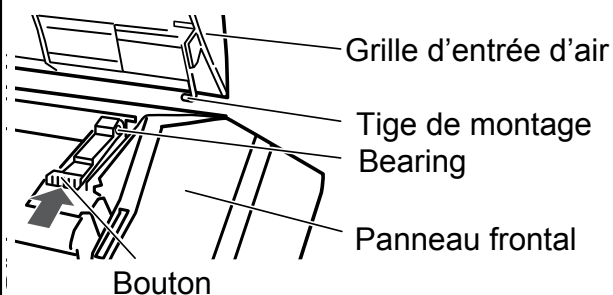 Grille d'entrée d'air
Tige de montage
Bearing
Panneau frontal
Bouton